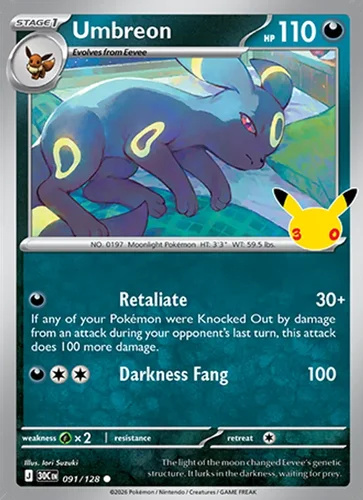 STAGE 1
Umbreon
HP 110
Evolves from Eevee
30
NO. 0197 Moonlight Pokémon HT: 3'3" WT: 59.5 lbs.
Retaliate 30+
If any of your Pokémon were Knocked Out by damage
from an attack during your opponent's last turn, this attack
does 100 more damage.
Darkness Fang 100
weakness × 2 resistance retreat
Illus. Iori Suzuki
J 30C EN 091/128
The light of the moon changed Eevee's genetic
structure. It lurks in the darkness, waiting for prey.
©2026 Pokémon / Nintendo / Creatures / GAME FREAK